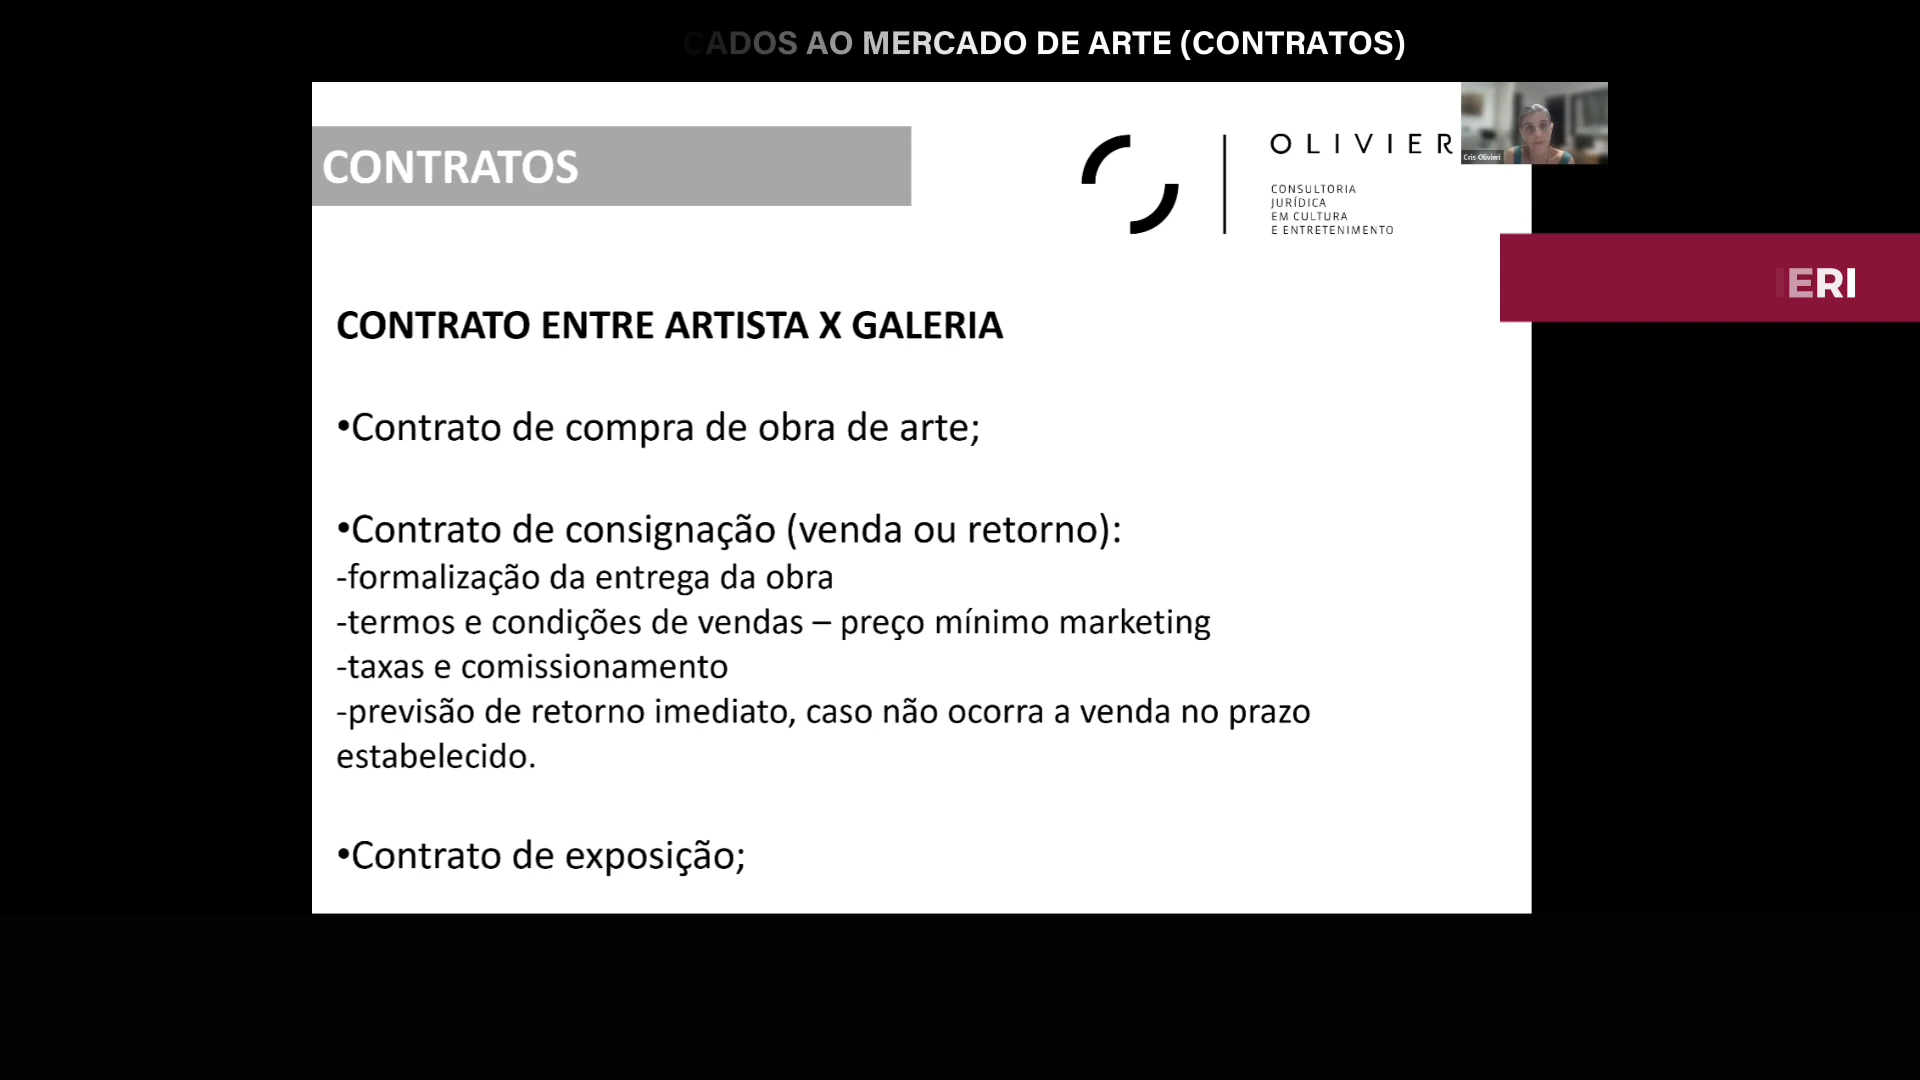 CADOS AO MERCADO DE ARTE (CONTRATOS)
CONTRATOS
OLIVIER
CONSULTORIA
JURÍDICA
EM CULTURA
E ENTRETENIMENTO
Cris Olivieri
IERI
CONTRATO ENTRE ARTISTA X GALERIA
•Contrato de compra de obra de arte;
•Contrato de consignação (venda ou retorno):
-formalização da entrega da obra
-termos e condições de vendas – preço mínimo marketing
-taxas e comissionamento
-previsão de retorno imediato, caso não ocorra a venda no prazo
estabelecido.
•Contrato de exposição;